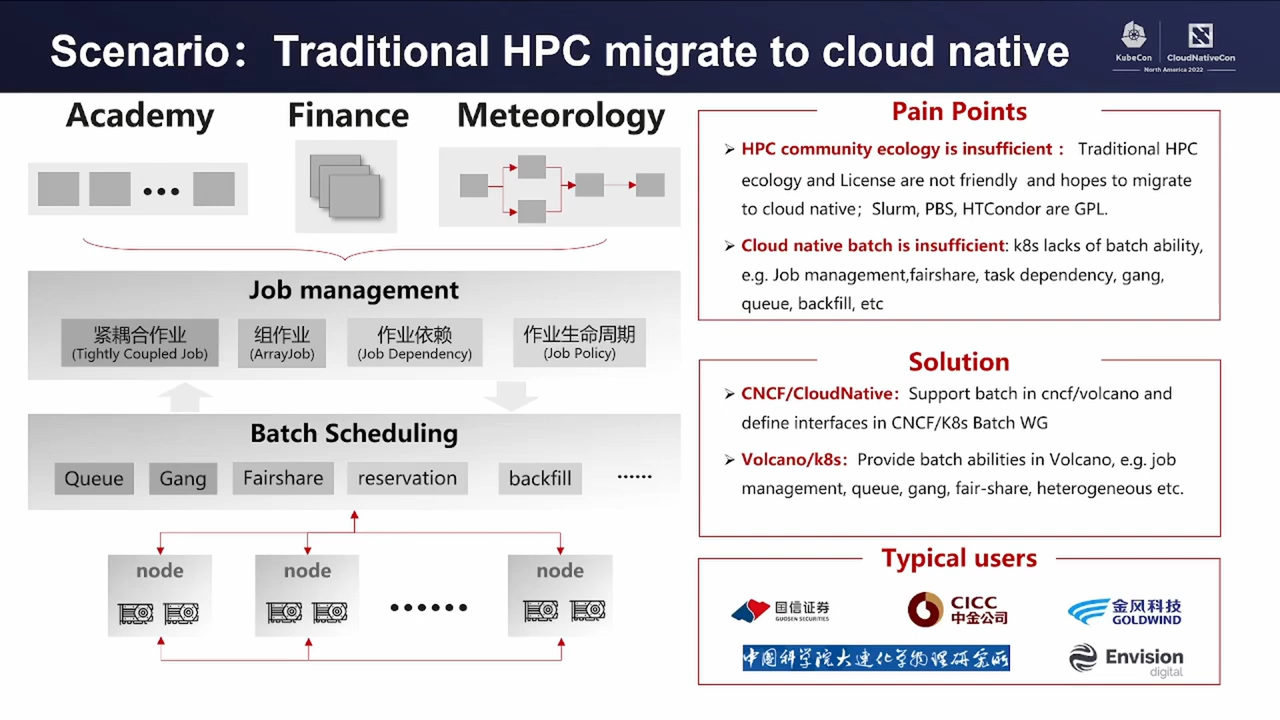 Scenario： Traditional HPC migrate to cloud native
KubeCon
CloudNativeCon
North America 2022
Academy
Finance
Meteorology
Job management
紧耦合作业
(Tightly Coupled Job)
组作业
(ArrayJob)
作业依赖
(Job Dependency)
作业生命周期
(Job Policy)
Batch Scheduling
Queue
Gang
Fairshare
reservation
backfill
......
node
node
node
Pain Points
HPC community ecology is insufficient： Traditional HPC
ecology and License are not friendly and hopes to migrate
to cloud native；Slurm, PBS, HTCondor are GPL.
Cloud native batch is insufficient: k8s lacks of batch ability,
e.g. Job management,fairshare, task dependency, gang,
queue, backfill, etc
Solution
CNCF/CloudNative： Support batch in cncf/volcano and
define interfaces in CNCF/K8s Batch WG
Volcano/k8s： Provide batch abilities in Volcano, e.g. job
management, queue, gang, fair-share, heterogeneous etc.
Typical users
国信证券
GUOSEN SECURITIES
CICC
中金公司
金风科技
GOLDWIND
中国科学院大连化学物理研究所
Envision
digital